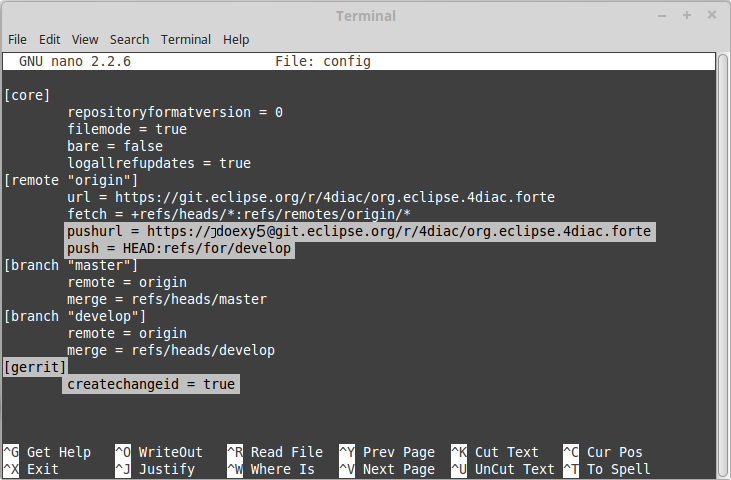 Terminal
File Edit View Search Terminal Help
GNU nano 2.2.6 File: config
[core]
repositoryformatversion = 0
filemode = true
bare = false
logallrefupdates = true
[remote "origin"]
url = https://git.eclipse.org/r/4diac/org.eclipse.4diac.forte
fetch = +refs/heads/*:refs/remotes/origin/*
pushurl = https://jdoexy5@git.eclipse.org/r/4diac/org.eclipse.4diac.forte
push = HEAD:refs/for/develop
[branch "master"]
remote = origin
merge = refs/heads/master
[branch "develop"]
remote = origin
merge = refs/heads/develop
[gerrit]
createchangeid = true
^G Get Help ^O WriteOut ^R Read File ^Y Prev Page ^K Cut Text ^C Cur Pos
^X Exit ^J Justify ^W Where Is ^V Next Page ^U UnCut Text ^T To Spell